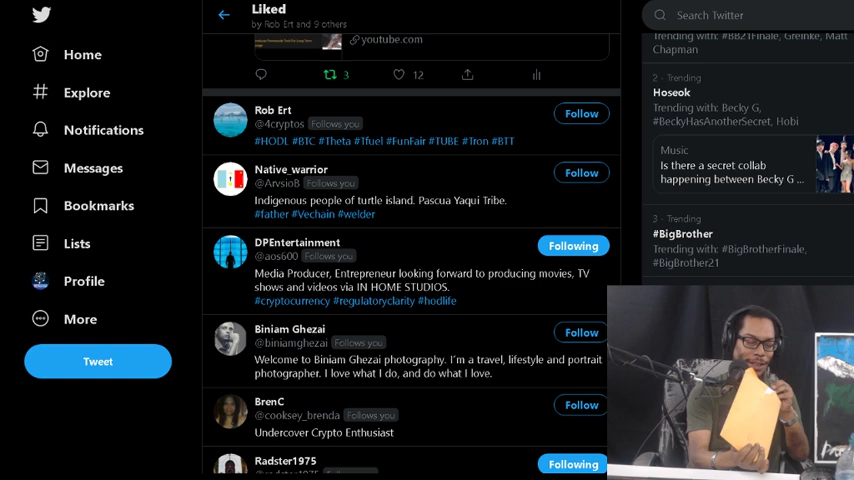 Home
Explore
Notifications
Messages
Bookmarks
Lists
Profile
More
Tweet
Liked
by Rob Ert and 9 others
youtube.com
3
12
Rob Ert
@4cryptos Follows you
Follow
#HODL #BTC #Theta #Tfuel #FunFair #TUBE #Tron #BTT
Native_warrior
@ArvsioB Follows you
Follow
Indigenous people of turtle island. Pascua Yaqui Tribe.
#father #Vechain #welder
DPEntertainment
@aos600 Follows you
Following
Media Producer, Entrepreneur looking forward to producing movies, TV
shows and videos via IN HOME STUDIOS.
#cryptocurrency #regulatoryclarity #hodlife
Biniam Ghezai
@biniamghezai Follows you
Follow
Welcome to Biniam Ghezai photography. I'm a travel, lifestyle and portrait
photographer. I love what I do, and do what I love.
BrenC
@cooksey_brenda Follows you
Follow
Undercover Crypto Enthusiast
Radster1975
Following
Search Twitter
Trending with: #BB21Finale, Greinke, Matt
Chapman
2 · Trending
Hoseok
Trending with: Becky G,
#BeckyHasAnotherSecret, Hobi
Music
Is there a secret collab
happening between Becky G ...
3 · Trending
#BigBrother
Trending with: #BigBrotherFinale,
#BigBrother21